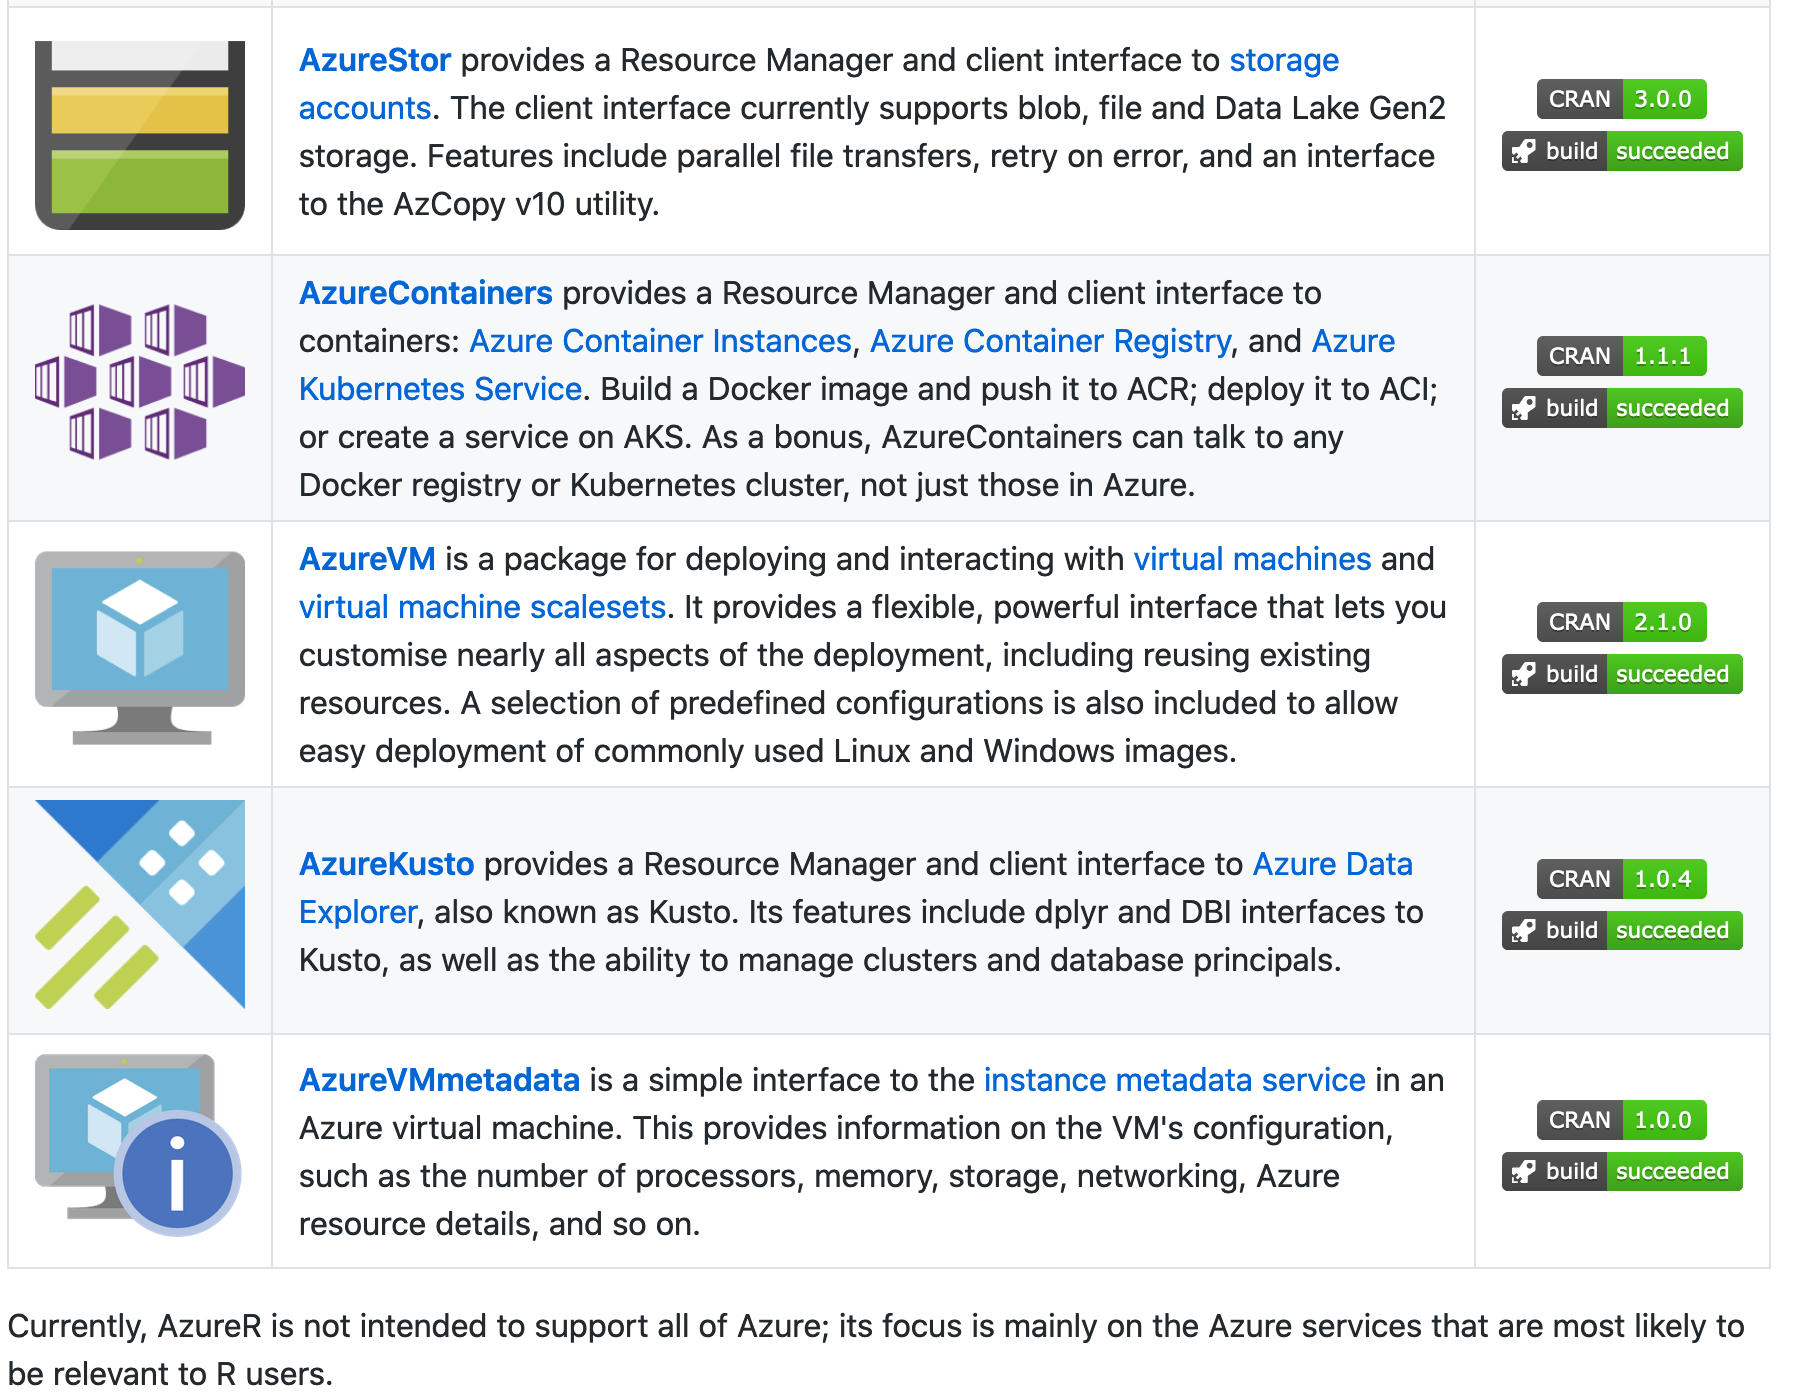 AzureStor provides a Resource Manager and client interface to storage
accounts. The client interface currently supports blob, file and Data Lake Gen2
storage. Features include parallel file transfers, retry on error, and an interface
to the AzCopy v10 utility.
CRAN 3.0.0
build succeeded
AzureContainers provides a Resource Manager and client interface to
containers: Azure Container Instances, Azure Container Registry, and Azure
Kubernetes Service. Build a Docker image and push it to ACR; deploy it to ACI;
or create a service on AKS. As a bonus, AzureContainers can talk to any
Docker registry or Kubernetes cluster, not just those in Azure.
CRAN 1.1.1
build succeeded
AzureVM is a package for deploying and interacting with virtual machines and
virtual machine scalesets. It provides a flexible, powerful interface that lets you
customise nearly all aspects of the deployment, including reusing existing
resources. A selection of predefined configurations is also included to allow
easy deployment of commonly used Linux and Windows images.
CRAN 2.1.0
build succeeded
AzureKusto provides a Resource Manager and client interface to Azure Data
Explorer, also known as Kusto. Its features include dplyr and DBI interfaces to
Kusto, as well as the ability to manage clusters and database principals.
CRAN 1.0.4
build succeeded
AzureVMmetadata is a simple interface to the instance metadata service in an
Azure virtual machine. This provides information on the VM's configuration,
such as the number of processors, memory, storage, networking, Azure
resource details, and so on.
CRAN 1.0.0
build succeeded
Currently, AzureR is not intended to support all of Azure; its focus is mainly on the Azure services that are most likely to
be relevant to R users.